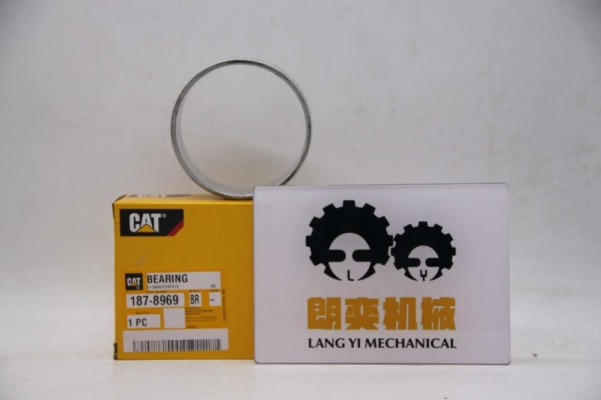 CAT
CAT
BEARING
187-8969
BR
1 PC
L
Y
朗奕机械
LANG YI MECHANICAL